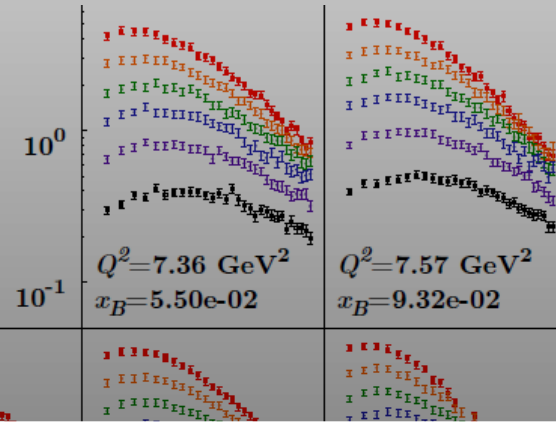 10^0
10^-1
Q^2=7.36 GeV^2
x_B=5.50e-02
Q^2=7.57 GeV^2
x_B=9.32e-02